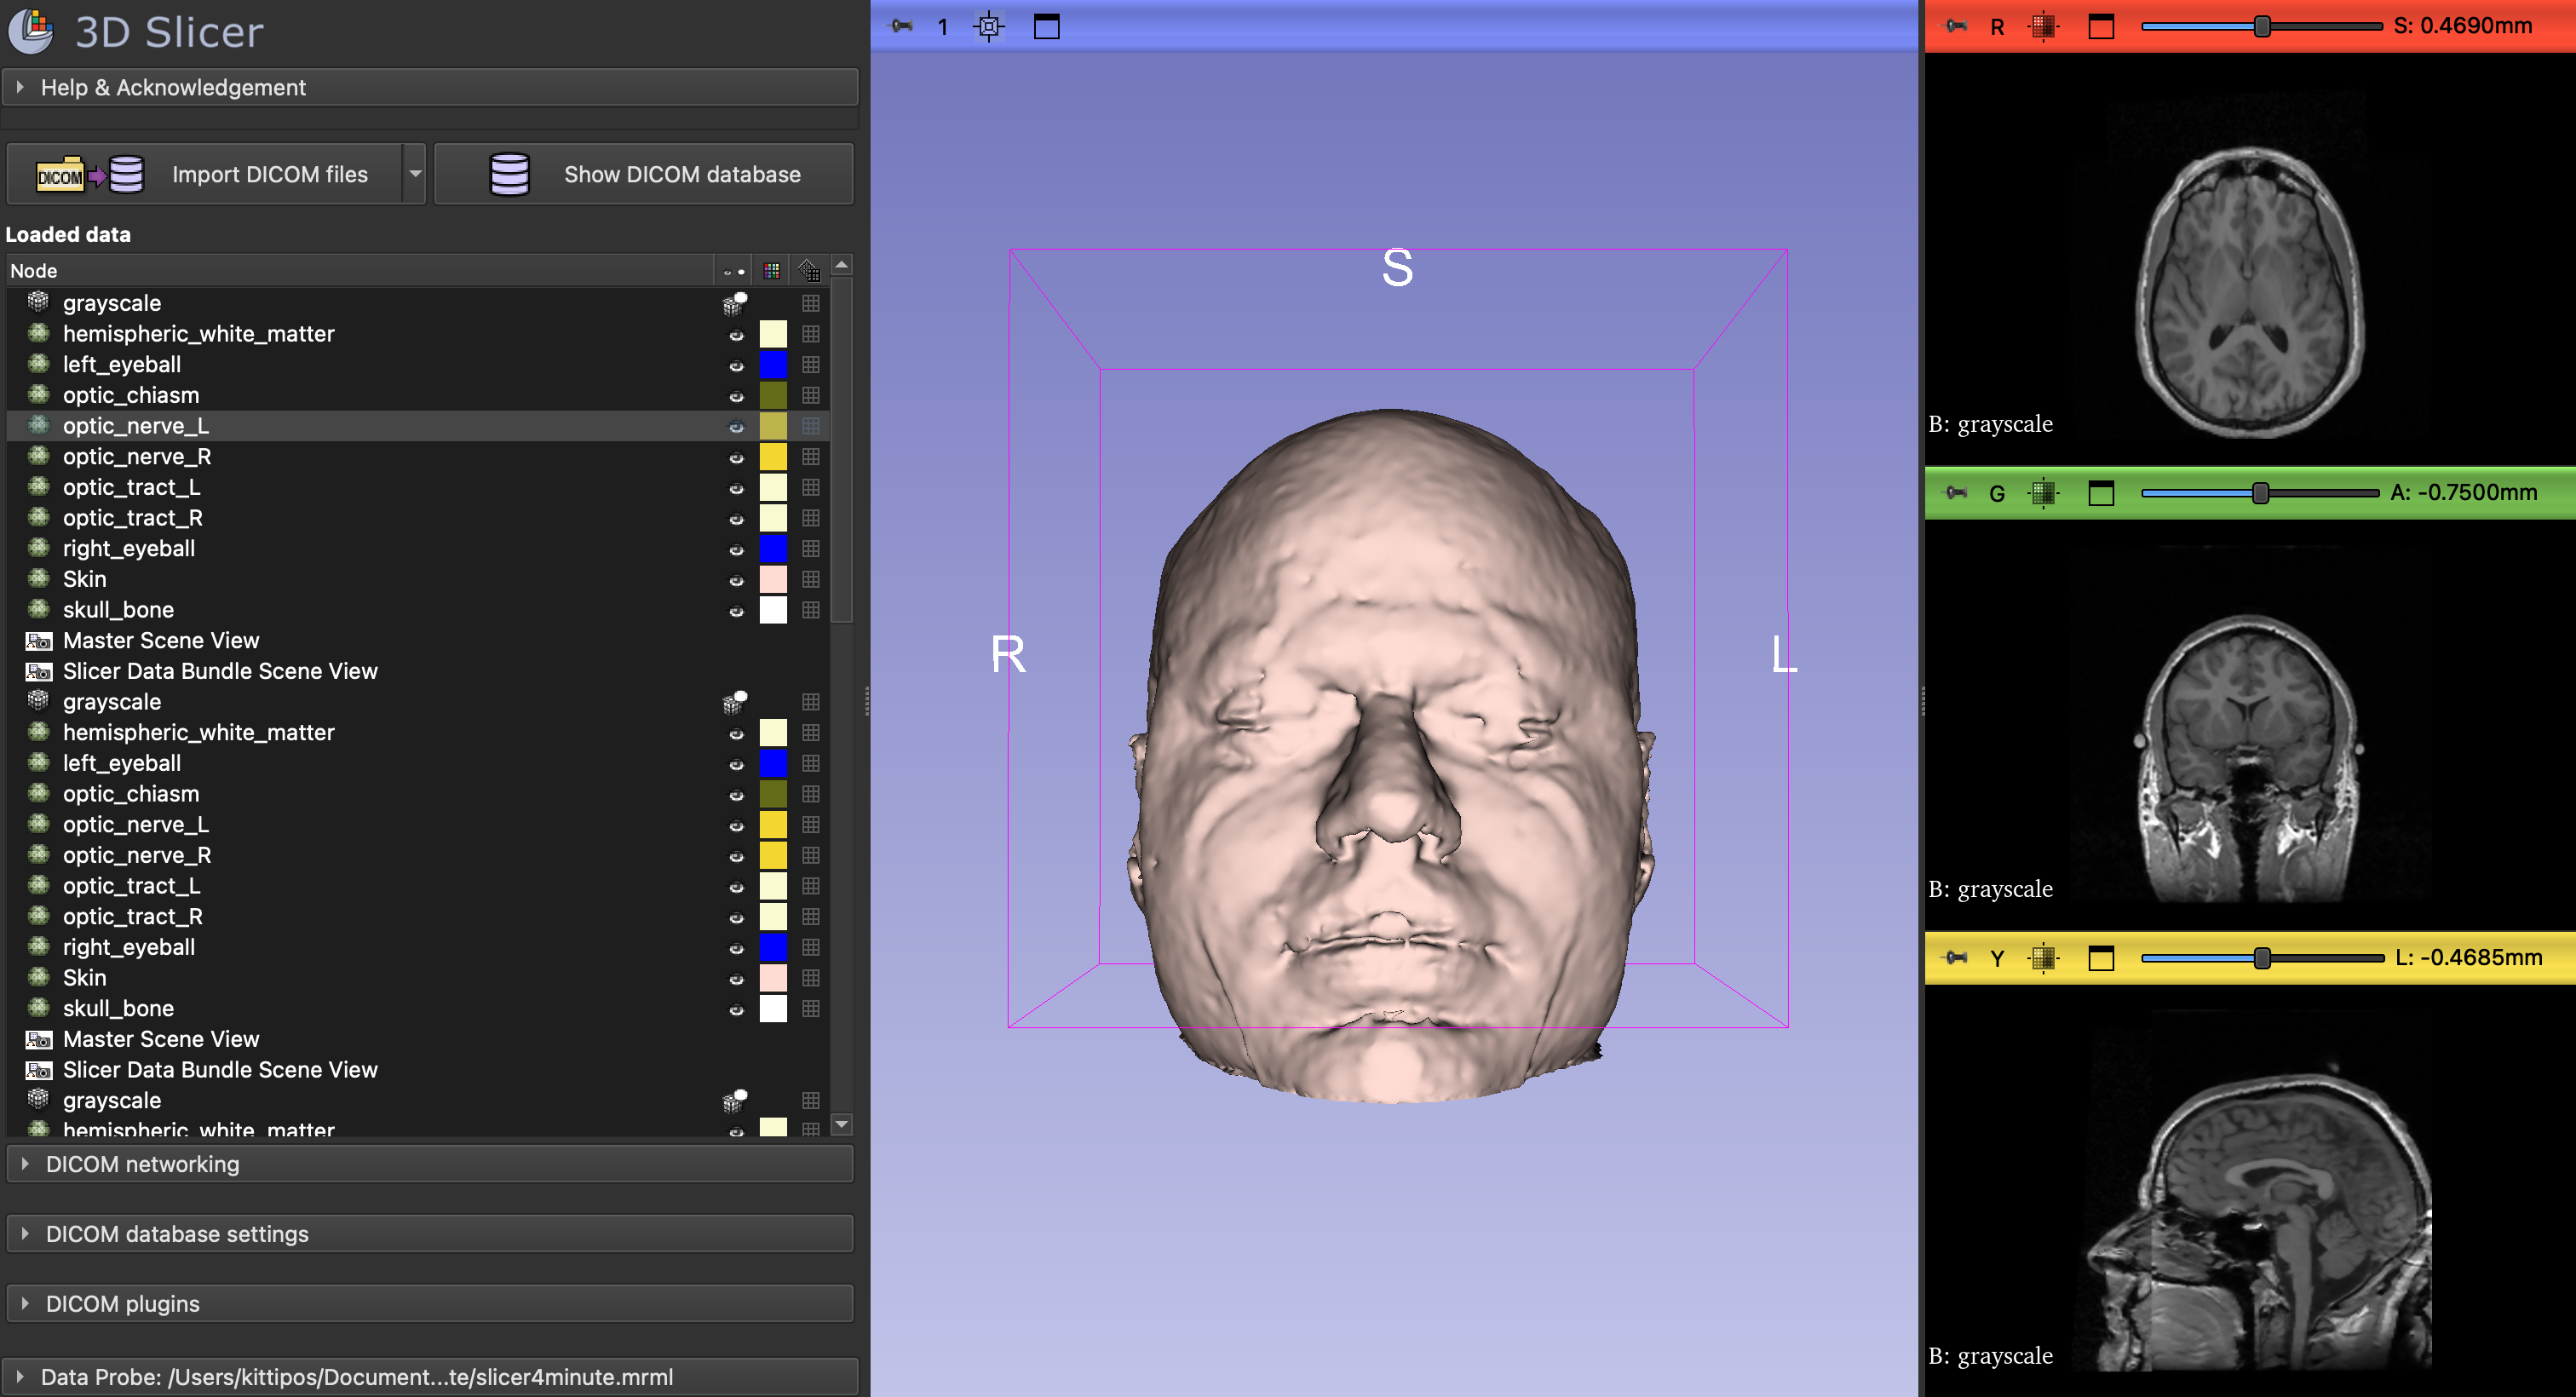 3D Slicer
Help & Acknowledgement
DICOM
Import DICOM files
Show DICOM database
Loaded data
Node
grayscale
hemispheric_white_matter
left_eyeball
optic_chiasm
optic_nerve_L
optic_nerve_R
optic_tract_L
optic_tract_R
right_eyeball
Skin
skull_bone
Master Scene View
Slicer Data Bundle Scene View
grayscale
hemispheric_white_matter
left_eyeball
optic_chiasm
optic_nerve_L
optic_nerve_R
optic_tract_L
optic_tract_R
right_eyeball
Skin
skull_bone
Master Scene View
Slicer Data Bundle Scene View
grayscale
hemispheric_white_matter
DICOM networking
DICOM database settings
DICOM plugins
Data Probe: /Users/kittipos/Document...te/slicer4minute.mrml
1
S
R
L
R
S: 0.4690mm
B: grayscale
G
A: -0.7500mm
B: grayscale
Y
L: -0.4685mm
B: grayscale